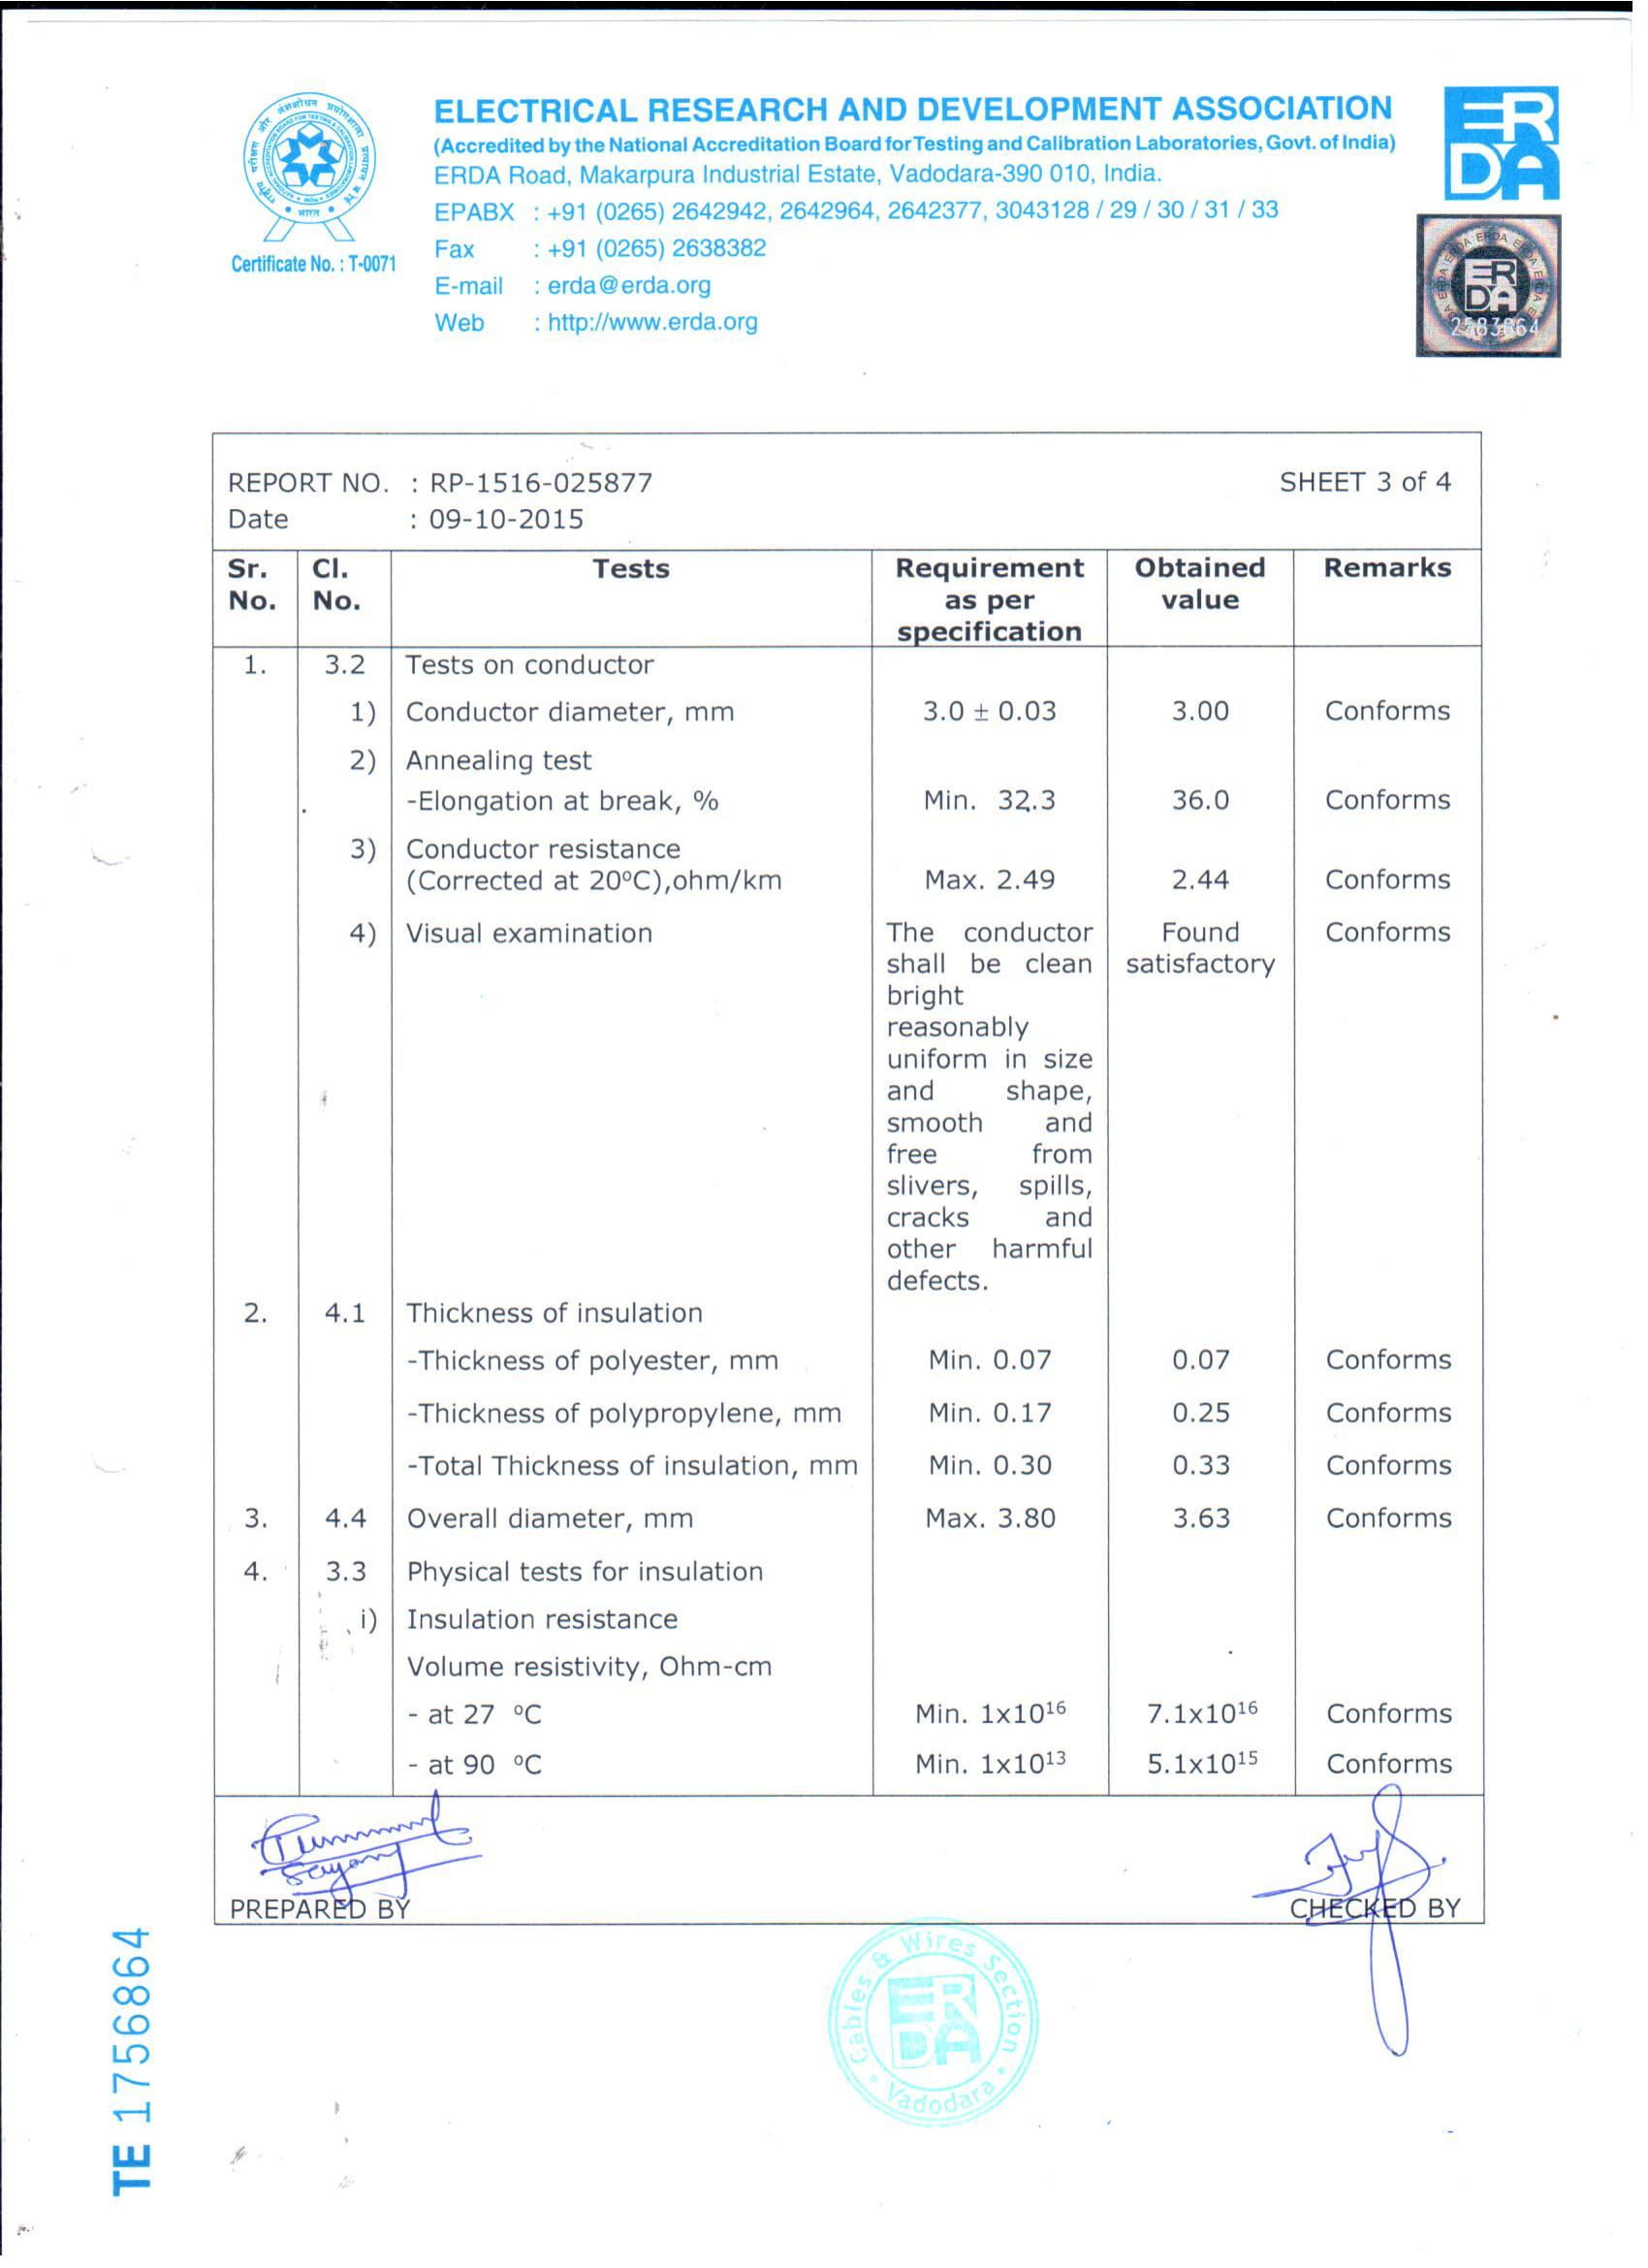 ELECTRICAL RESEARCH AND DEVELOPMENT ASSOCIATION
(Accredited by the National Accreditation Board for Testing and Calibration Laboratories, Govt. of India)
ERDA Road, Makarpura Industrial Estate, Vadodara-390 010, India.
EPABX : +91 (0265) 2642942, 2642964, 2642377, 3043128 / 29 / 30 / 31 / 33
Fax : +91 (0265) 2638382
E-mail : erda@erda.org
Web : http://www.erda.org
भारत
Certificate No. : T-0071
ERDA
ERDA
REPORT NO. : RP-1516-025877 SHEET 3 of 4
Date : 09-10-2015
Sr. Cl. Tests Requirement Obtained Remarks
No. No. as per value
specification
1. 3.2 Tests on conductor
1) Conductor diameter, mm 3.0 ± 0.03 3.00 Conforms
2) Annealing test
-Elongation at break, % Min. 32.3 36.0 Conforms
3) Conductor resistance
(Corrected at 20ºC),ohm/km Max. 2.49 2.44 Conforms
4) Visual examination The conductor Found Conforms
shall be clean satisfactory
bright
reasonably
uniform in size
and shape,
smooth and
free from
slivers, spills,
cracks and
other harmful
defects.
2. 4.1 Thickness of insulation
-Thickness of polyester, mm Min. 0.07 0.07 Conforms
-Thickness of polypropylene, mm Min. 0.17 0.25 Conforms
-Total Thickness of insulation, mm Min. 0.30 0.33 Conforms
3. 4.4 Overall diameter, mm Max. 3.80 3.63 Conforms
4. 3.3 Physical tests for insulation
i) Insulation resistance
Volume resistivity, Ohm-cm
- at 27 ºC Min. 1x10¹⁶ 7.1x10¹⁶ Conforms
- at 90 ºC Min. 1x10¹³ 5.1x10¹⁵ Conforms
PREPARED BY CHECKED BY
Cables & Wires Section
ERDA
Vadodara
TE 1756864